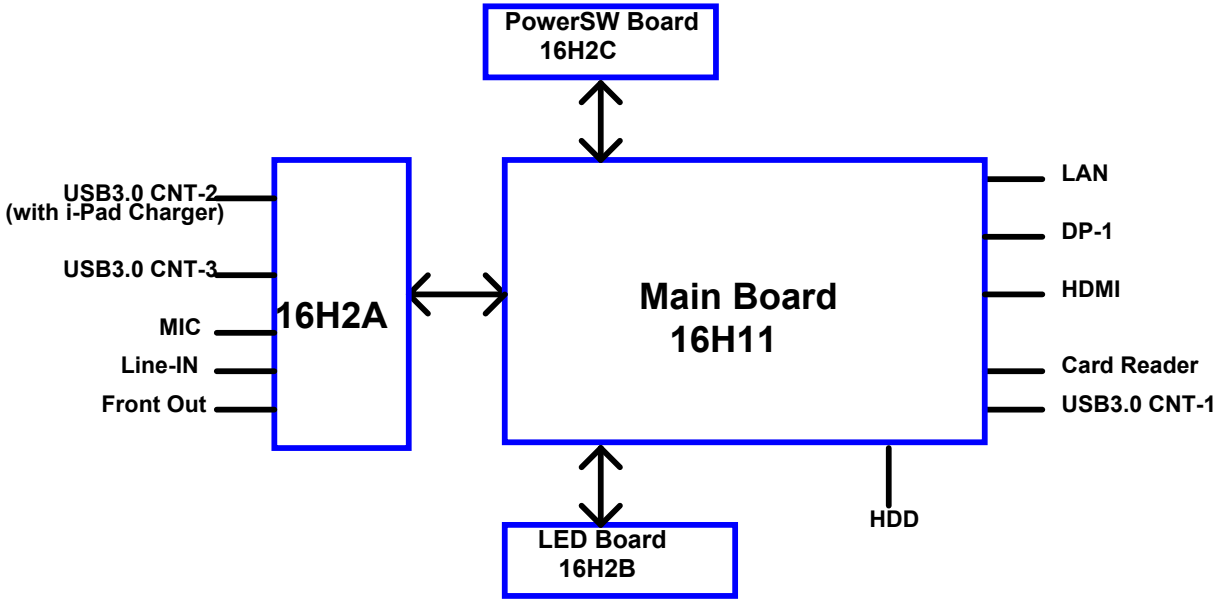 PowerSW Board
16H2C
USB3.0 CNT-2
(with i-Pad Charger)
USB3.0 CNT-3
MIC
Line-IN
Front Out
16H2A
Main Board
16H11
LAN
DP-1
HDMI
Card Reader
USB3.0 CNT-1
HDD
LED Board
16H2B